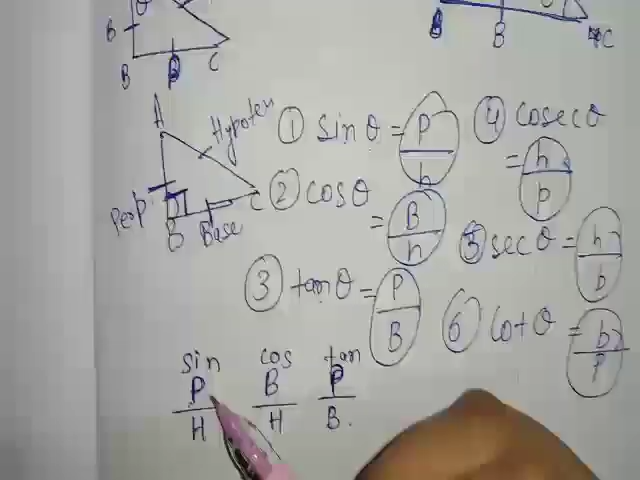 θ
B
B
P
C
B
B
C
A
Hypoten
Perp.
B
Base
C
① sin θ = P/h
② cos θ = B/h
③ tan θ = P/B
④ cosec θ = h/p
⑤ sec θ = h/b
⑥ cot θ = b/P
sin cos tan
P B P
H H B.